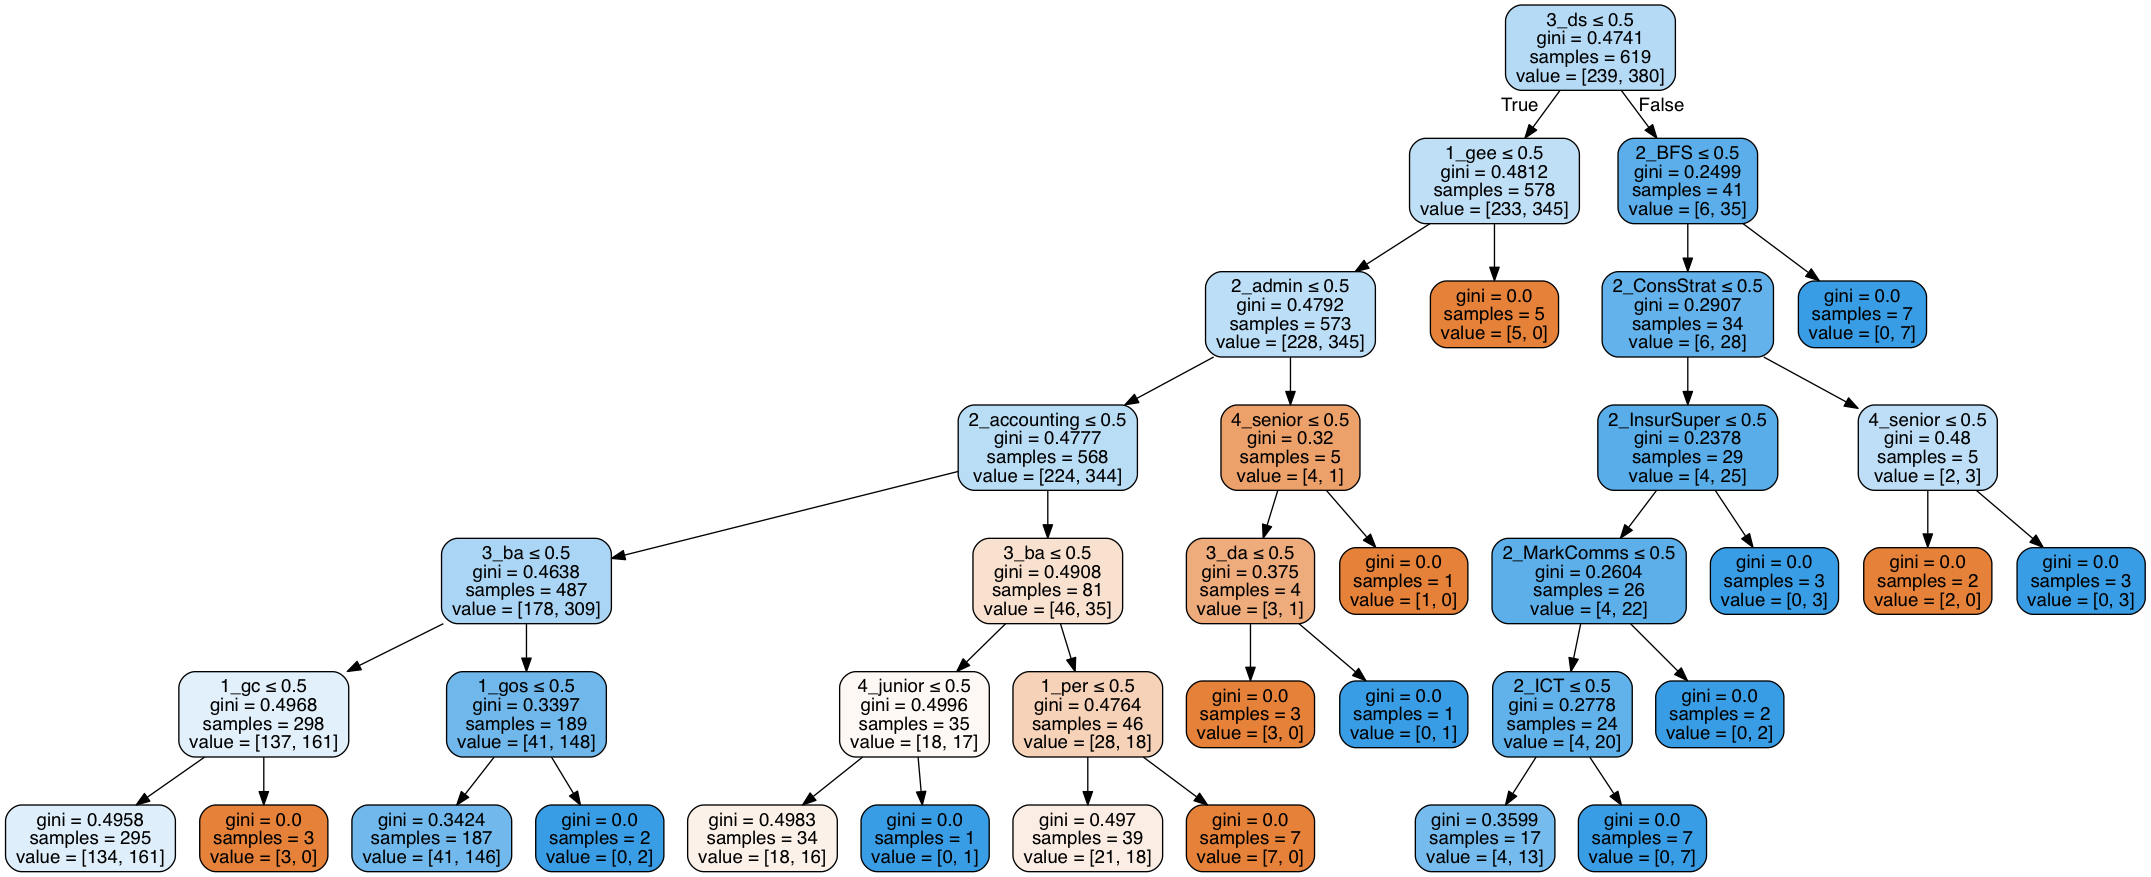 3_ds ≤ 0.5
gini = 0.4741
samples = 619
value = [239, 380]
True
False
1_gee ≤ 0.5
gini = 0.4812
samples = 578
value = [233, 345]
2_BFS ≤ 0.5
gini = 0.2499
samples = 41
value = [6, 35]
2_admin ≤ 0.5
gini = 0.4792
samples = 573
value = [228, 345]
gini = 0.0
samples = 5
value = [5, 0]
2_ConsStrat ≤ 0.5
gini = 0.2907
samples = 34
value = [6, 28]
gini = 0.0
samples = 7
value = [0, 7]
2_accounting ≤ 0.5
gini = 0.4777
samples = 568
value = [224, 344]
4_senior ≤ 0.5
gini = 0.32
samples = 5
value = [4, 1]
2_InsurSuper ≤ 0.5
gini = 0.2378
samples = 29
value = [4, 25]
4_senior ≤ 0.5
gini = 0.48
samples = 5
value = [2, 3]
3_ba ≤ 0.5
gini = 0.4638
samples = 487
value = [178, 309]
3_ba ≤ 0.5
gini = 0.4908
samples = 81
value = [46, 35]
3_da ≤ 0.5
gini = 0.375
samples = 4
value = [3, 1]
gini = 0.0
samples = 1
value = [1, 0]
2_MarkComms ≤ 0.5
gini = 0.2604
samples = 26
value = [4, 22]
gini = 0.0
samples = 3
value = [0, 3]
gini = 0.0
samples = 2
value = [2, 0]
gini = 0.0
samples = 3
value = [0, 3]
1_gc ≤ 0.5
gini = 0.4968
samples = 298
value = [137, 161]
1_gos ≤ 0.5
gini = 0.3397
samples = 189
value = [41, 148]
4_junior ≤ 0.5
gini = 0.4996
samples = 35
value = [18, 17]
1_per ≤ 0.5
gini = 0.4764
samples = 46
value = [28, 18]
gini = 0.0
samples = 3
value = [3, 0]
gini = 0.0
samples = 1
value = [0, 1]
2_ICT ≤ 0.5
gini = 0.2778
samples = 24
value = [4, 20]
gini = 0.0
samples = 2
value = [0, 2]
gini = 0.4958
samples = 295
value = [134, 161]
gini = 0.0
samples = 3
value = [3, 0]
gini = 0.3424
samples = 187
value = [41, 146]
gini = 0.0
samples = 2
value = [0, 2]
gini = 0.4983
samples = 34
value = [18, 16]
gini = 0.0
samples = 1
value = [0, 1]
gini = 0.497
samples = 39
value = [21, 18]
gini = 0.0
samples = 7
value = [7, 0]
gini = 0.3599
samples = 17
value = [4, 13]
gini = 0.0
samples = 7
value = [0, 7]